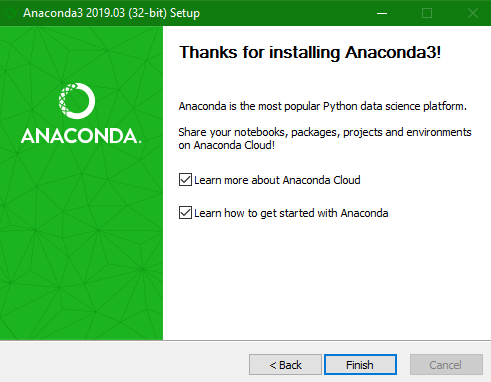 Anaconda3 2019.03 (32-bit) Setup
Thanks for installing Anaconda3!
ANACONDA.
Anaconda is the most popular Python data science platform.
Share your notebooks, packages, projects and environments
on Anaconda Cloud!
Learn more about Anaconda Cloud
Learn how to get started with Anaconda
< Back
Finish
Cancel